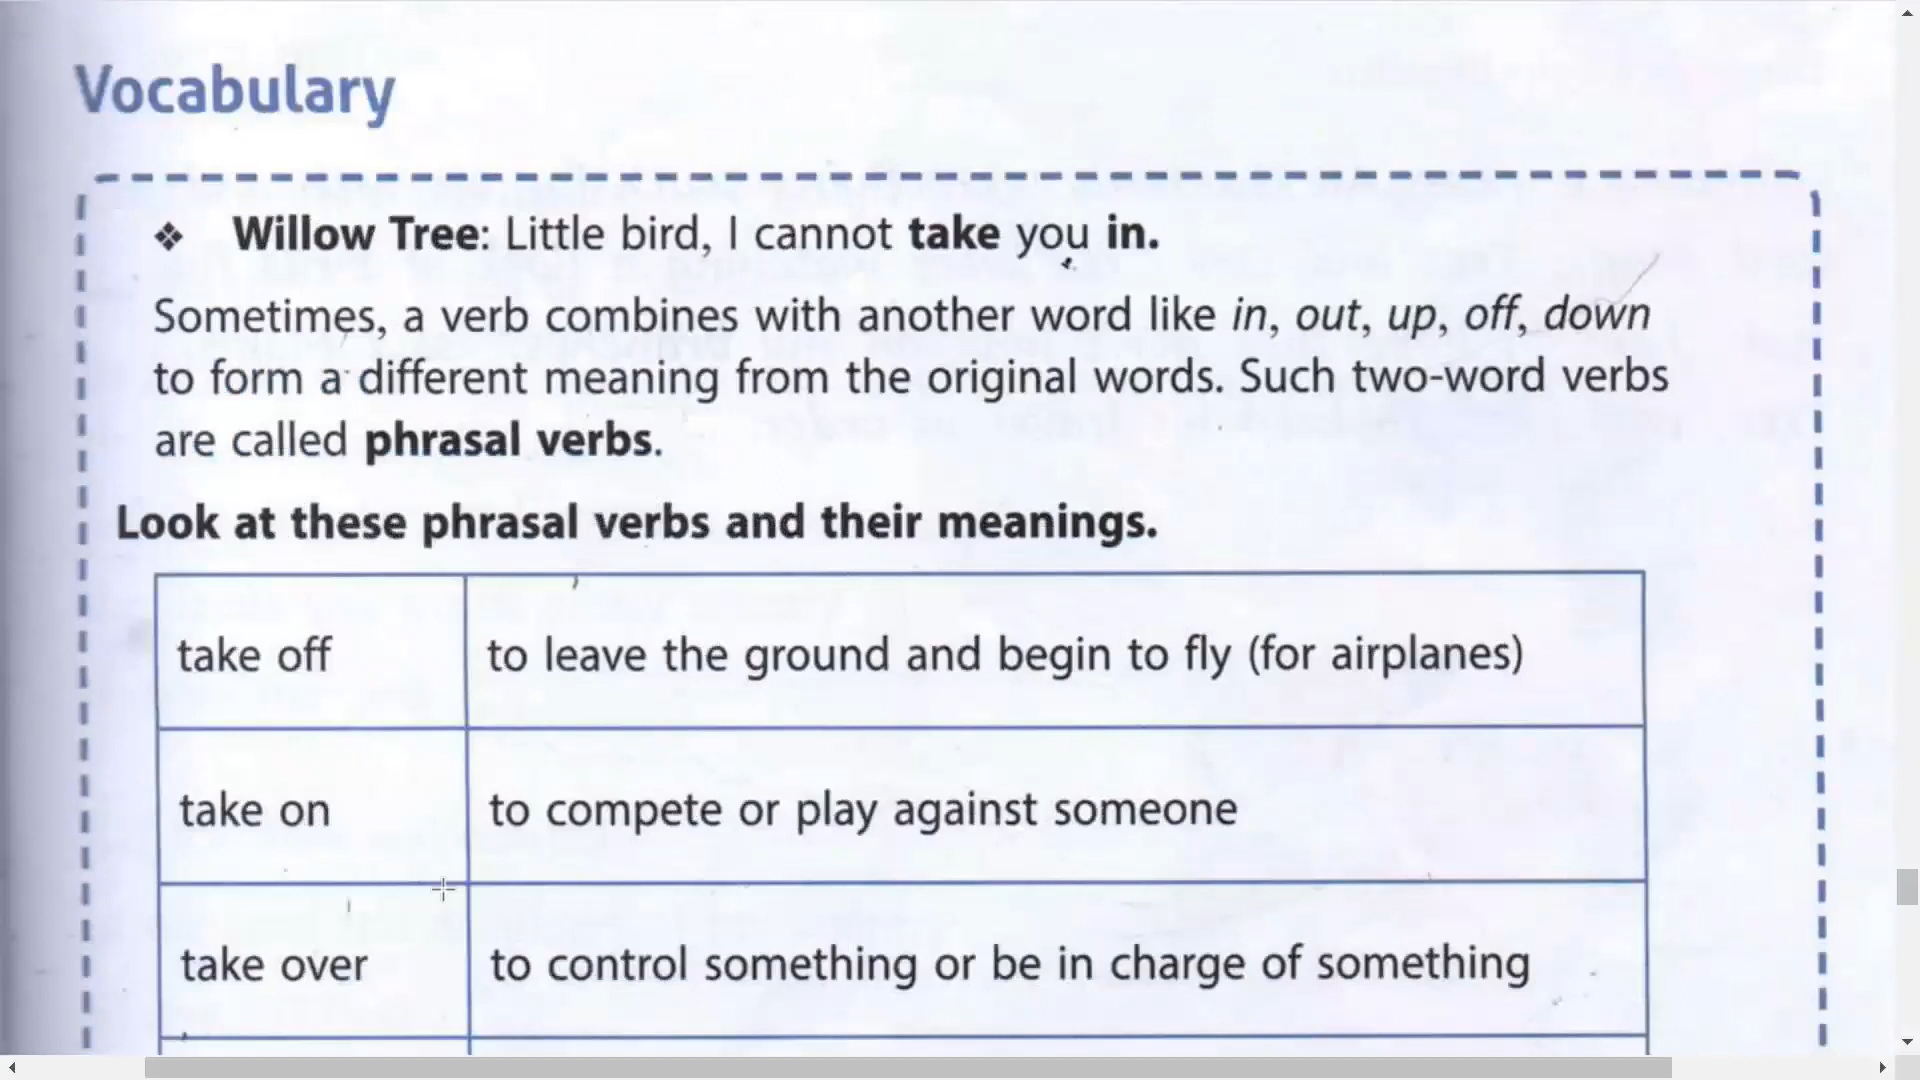 Vocabulary
❖ Willow Tree: Little bird, I cannot take you in.
Sometimes, a verb combines with another word like in, out, up, off, down
to form a different meaning from the original words. Such two-word verbs
are called phrasal verbs.
Look at these phrasal verbs and their meanings.
take off to leave the ground and begin to fly (for airplanes)
take on to compete or play against someone
take over to control something or be in charge of something